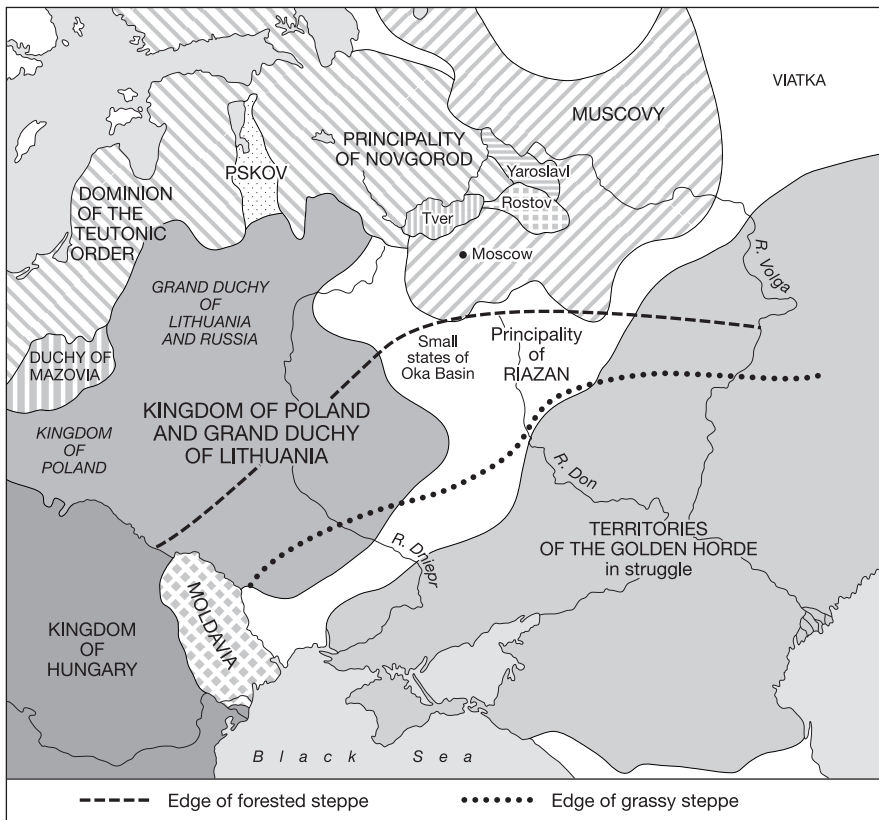 VIATKA
MUSCOVY
PRINCIPALITY
OF NOVGOROD
PSKOV
Yaroslavl
Rostov
Tver
DOMINION
OF THE
TEUTONIC
ORDER
Moscow
R. Volga
GRAND DUCHY
OF
LITHUANIA
AND RUSSIA
Small
states of
Oka Basin
Principality
of
RIAZAN
DUCHY OF
MAZOVIA
KINGDOM OF POLAND
AND GRAND DUCHY
OF LITHUANIA
KINGDOM
OF
POLAND
R. Don
R. Dniepr
TERRITORIES
OF THE GOLDEN HORDE
in struggle
MOLDAVIA
KINGDOM
OF
HUNGARY
Black Sea
Edge of forested steppe
Edge of grassy steppe